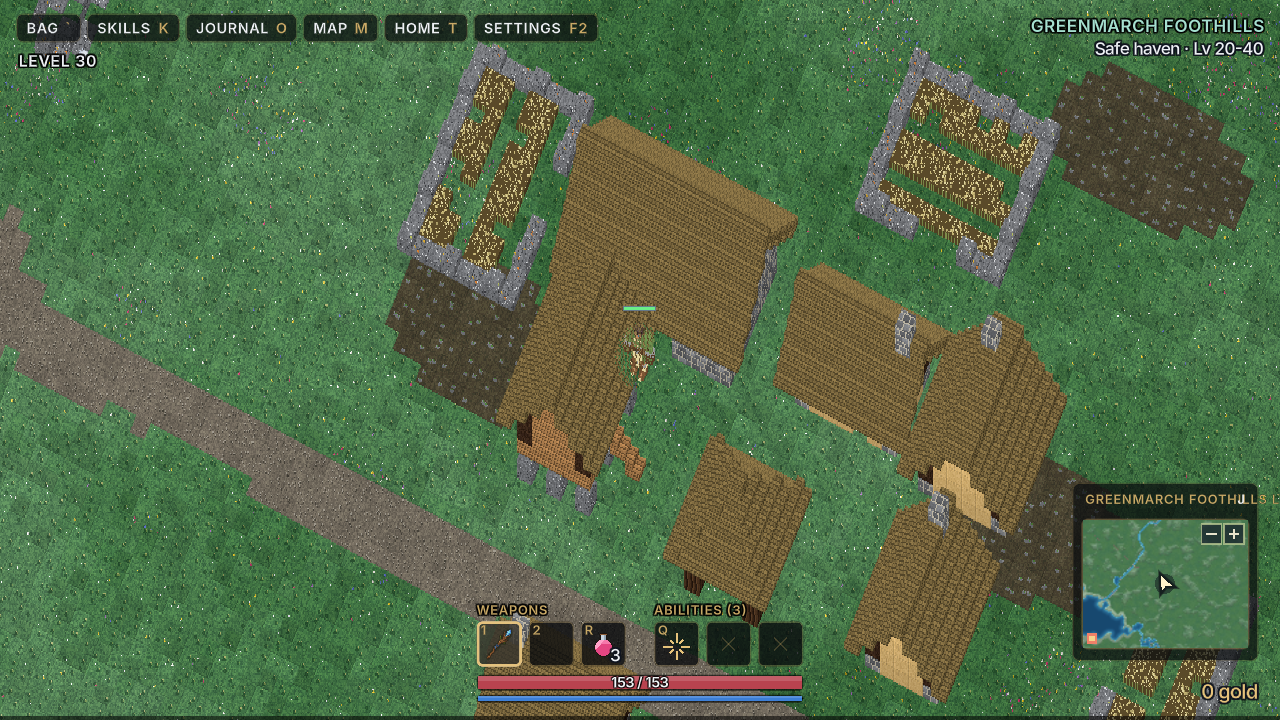 BAG `
SKILLS K
JOURNAL O
MAP M
HOME T
SETTINGS F2
LEVEL 30
GREENMARCH FOOTHILLS
Safe haven · Lv 20-40
GREENMARCH FOOTHILLS
WEAPONS
ABILITIES (3)
1
2
R
3
Q
153 / 153
0 gold